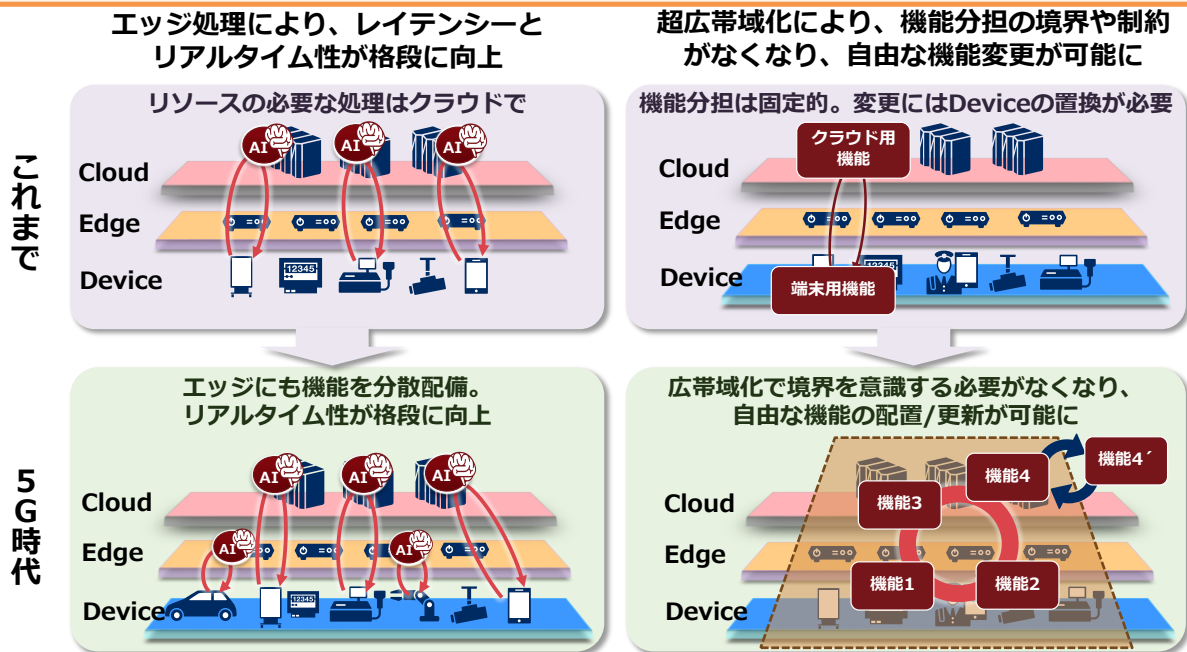 エッジ処理により、レイテンシーと
リアルタイム性が格段に向上
超広帯域化により、機能分担の境界や制約
がなくなり、自由な機能変更が可能に
これまで
リソースの必要な処理はクラウドで
AI
AI
AI
Cloud
Edge
Device
12345
機能分担は固定的。変更にはDeviceの置換が必要
クラウド用
機能
Cloud
Edge
Device
12345
端末用機能
5G時代
エッジにも機能を分散配備。
リアルタイム性が格段に向上
AI
AI
AI
Cloud
Edge
AI
AI
Device
12345
広帯域化で境界を意識する必要がなくなり、
自由な機能の配置/更新が可能に
機能4
機能4´
機能3
Cloud
Edge
機能1
機能2
Device